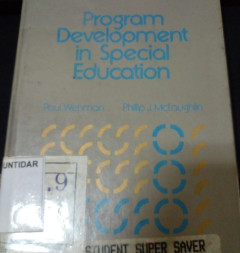 Program
Development
in Special
Education
Paul Wehman Philip J. McLaughlin
UNTIDAR
.9
STUDENT SUPER SAVER